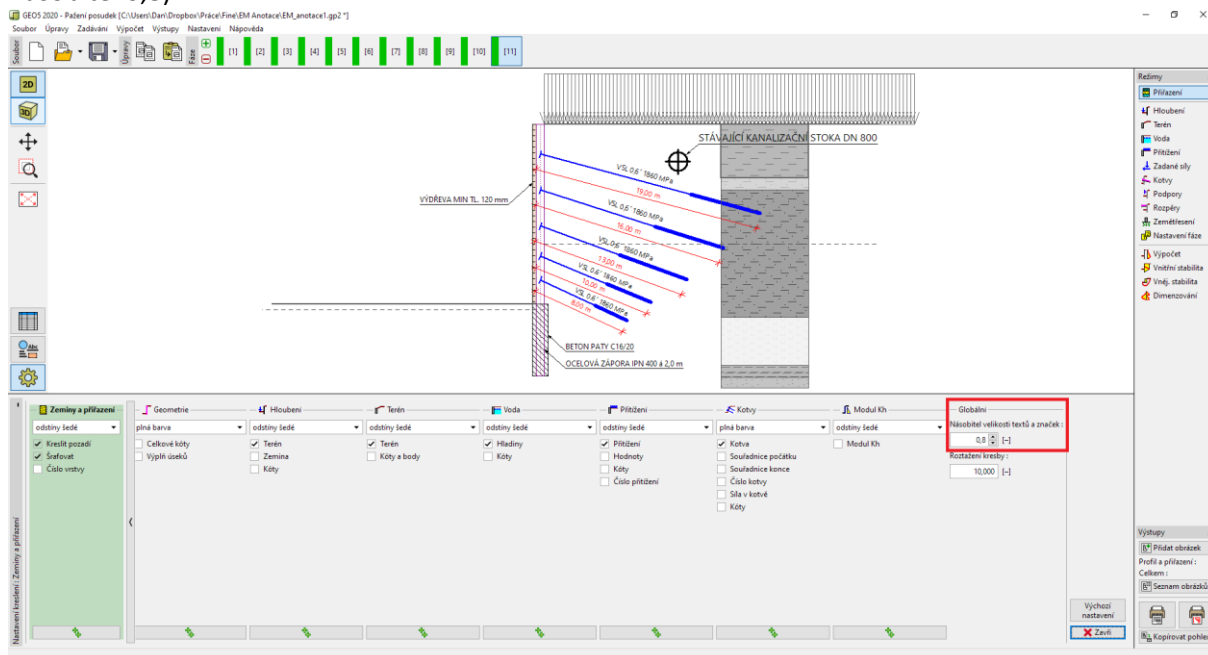 GEO5 2020 - Pažení posudek [C:\Users\Dan\Dropbox\Práce\Fine\EM Anotace\EM_anotace1.gp2 *]
Soubor Úpravy Zadávání Výpočet Výstupy Nastavení Nápověda
Soubor
Úpravy
Fáze
[1] [2] [3] [4] [5] [6] [7] [8] [9] [10] [11]
2D
3D
Abc
STÁVAJÍCÍ KANALIZAČNÍ STOKA DN 800
VÝDŘEVA MIN TL. 120 mm
VSL 0,6´ 1860 MPa
19,00 m
VSL 0,6´ 1860 MPa
16,00 m
VSL 0,6´ 1860 MPa
13,00 m
VSL 0,6´ 1860 MPa
10,00 m
VSL 0,6´ 1860 MPa
8,00 m
BETON PATY C16/20
OCELOVÁ ZÁPORA IPN 400 á 2,0 m
Režimy
Přiřazení
Hloubení
Terén
Voda
Přitížení
Zadané síly
Kotvy
Podpory
Rozpěry
Zemětřesení
Nastavení fáze
Výpočet
Vnitřní stabilita
Vněj. stabilita
Dimenzování
Nastavení kreslení : Zeminy a přiřazení
Zeminy a přiřazení
odstíny šedé
Kreslit pozadí
Šrafovat
Číslo vrstvy
Geometrie
plná barva
Celkové kóty
Výplň úseků
Hloubení
odstíny šedé
Terén
Zemina
Kóty
Terén
odstíny šedé
Terén
Kóty a body
Voda
odstíny šedé
Hladiny
Kóty
Přitížení
odstíny šedé
Přitížení
Hodnoty
Kóty
Číslo přitížení
Kotvy
plná barva
Kotva
Souřadnice počátku
Souřadnice konce
Číslo kotvy
Síla v kotvě
Kóty
Modul Kh
odstíny šedé
Modul Kh
Globální
Násobitel velikosti textů a značek :
0,8 [–]
Roztažení kresby :
10,000 [–]
Výchozí
nastavení
Zavři
Výstupy
Přidat obrázek
Profil a přiřazení :
Celkem :
Seznam obrázků
Kopírovat pohled